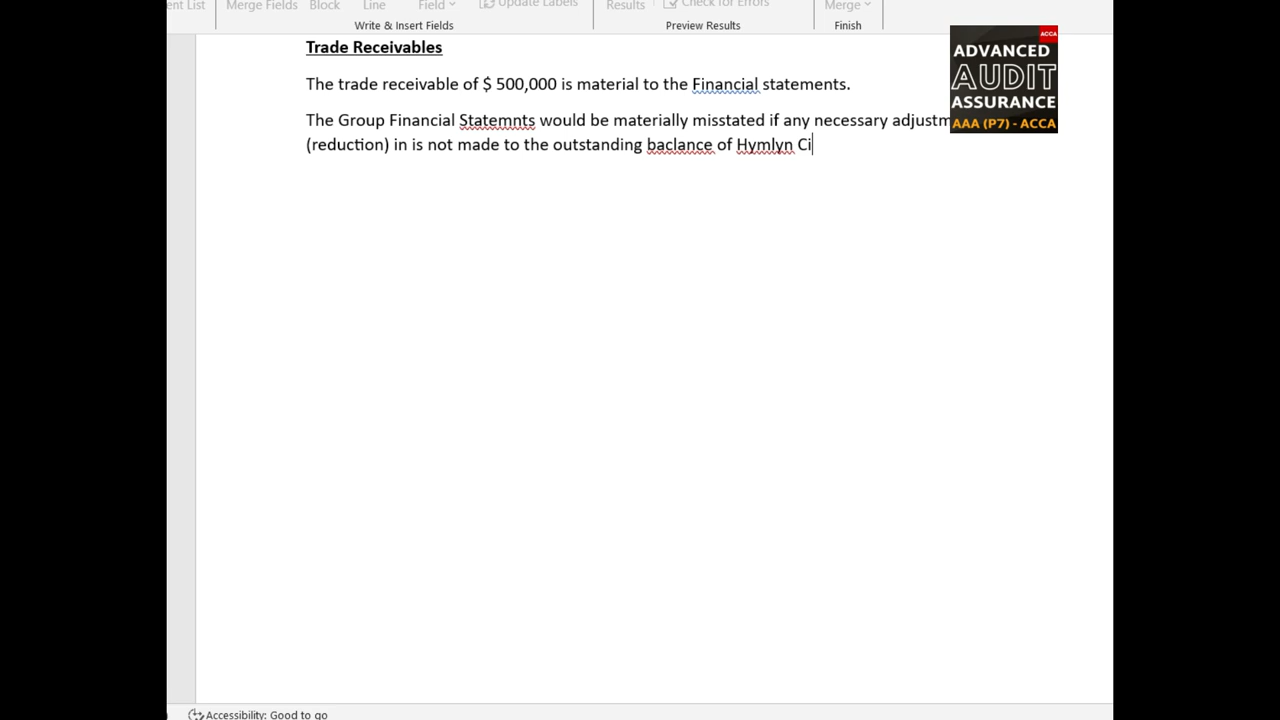 ent List Merge Fields Block Line Field Update Labels Results Check for Errors Merge
Write & Insert Fields Preview Results Finish
ACCA
ADVANCED
AUDIT
ASSURANCE
AAA (P7) - ACCA
Trade Receivables
The trade receivable of $ 500,000 is material to the Financial statements.
The Group Financial Statemnts would be materially misstated if any necessary adjustm
(reduction) in is not made to the outstanding baclance of Hymlyn Ci
Accessibility: Good to go